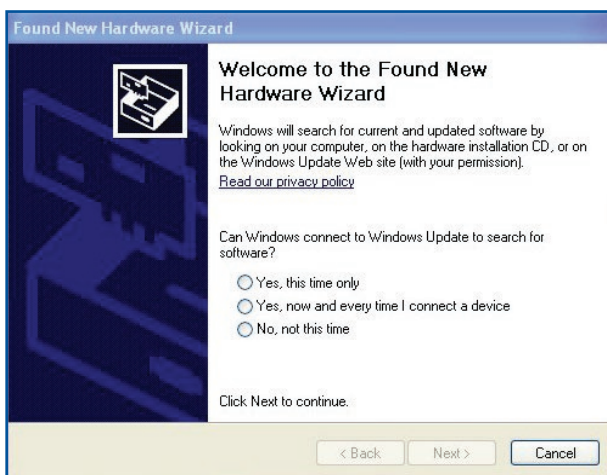 Found New Hardware Wizard
Welcome to the Found New
Hardware Wizard
Windows will search for current and updated software by
looking on your computer, on the hardware installation CD, or on
the Windows Update Web site (with your permission).
Read our privacy policy
Can Windows connect to Windows Update to search for
software?
Yes, this time only
Yes, now and every time I connect a device
No, not this time
Click Next to continue.
< Back Next > Cancel